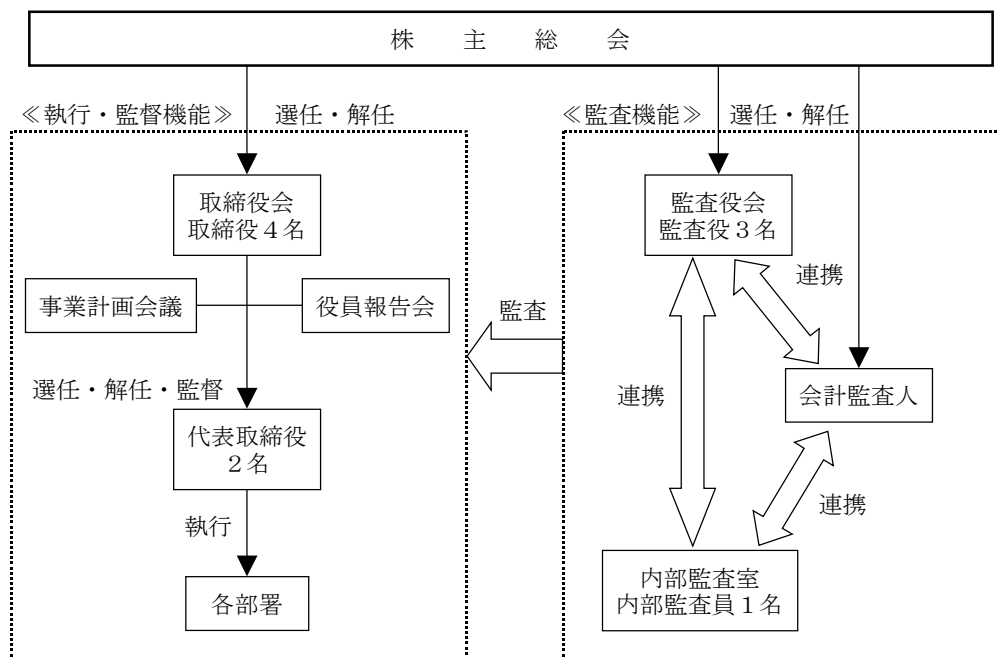 株主総会
≪執行・監督機能≫
選任・解任
≪監査機能≫
選任・解任
取締役会
取締役４名
監査役会
監査役３名
連携
事業計画会議
役員報告会
監査
選任・解任・監督
連携
会計監査人
代表取締役
２名
連携
執行
内部監査室
内部監査員１名
各部署